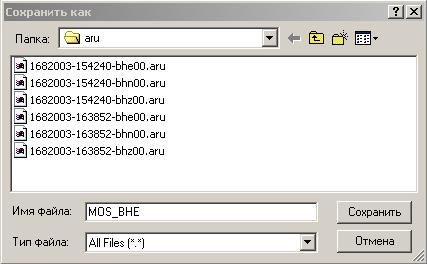 Сохранить как
Папка: aru
1682003-154240-bhe00.aru
1682003-154240-bhn00.aru
1682003-154240-bhz00.aru
1682003-163852-bhe00.aru
1682003-163852-bhn00.aru
1682003-163852-bhz00.aru
Имя файла: MOS_BHE Сохранить
Тип файла: All Files (*.*) Отмена